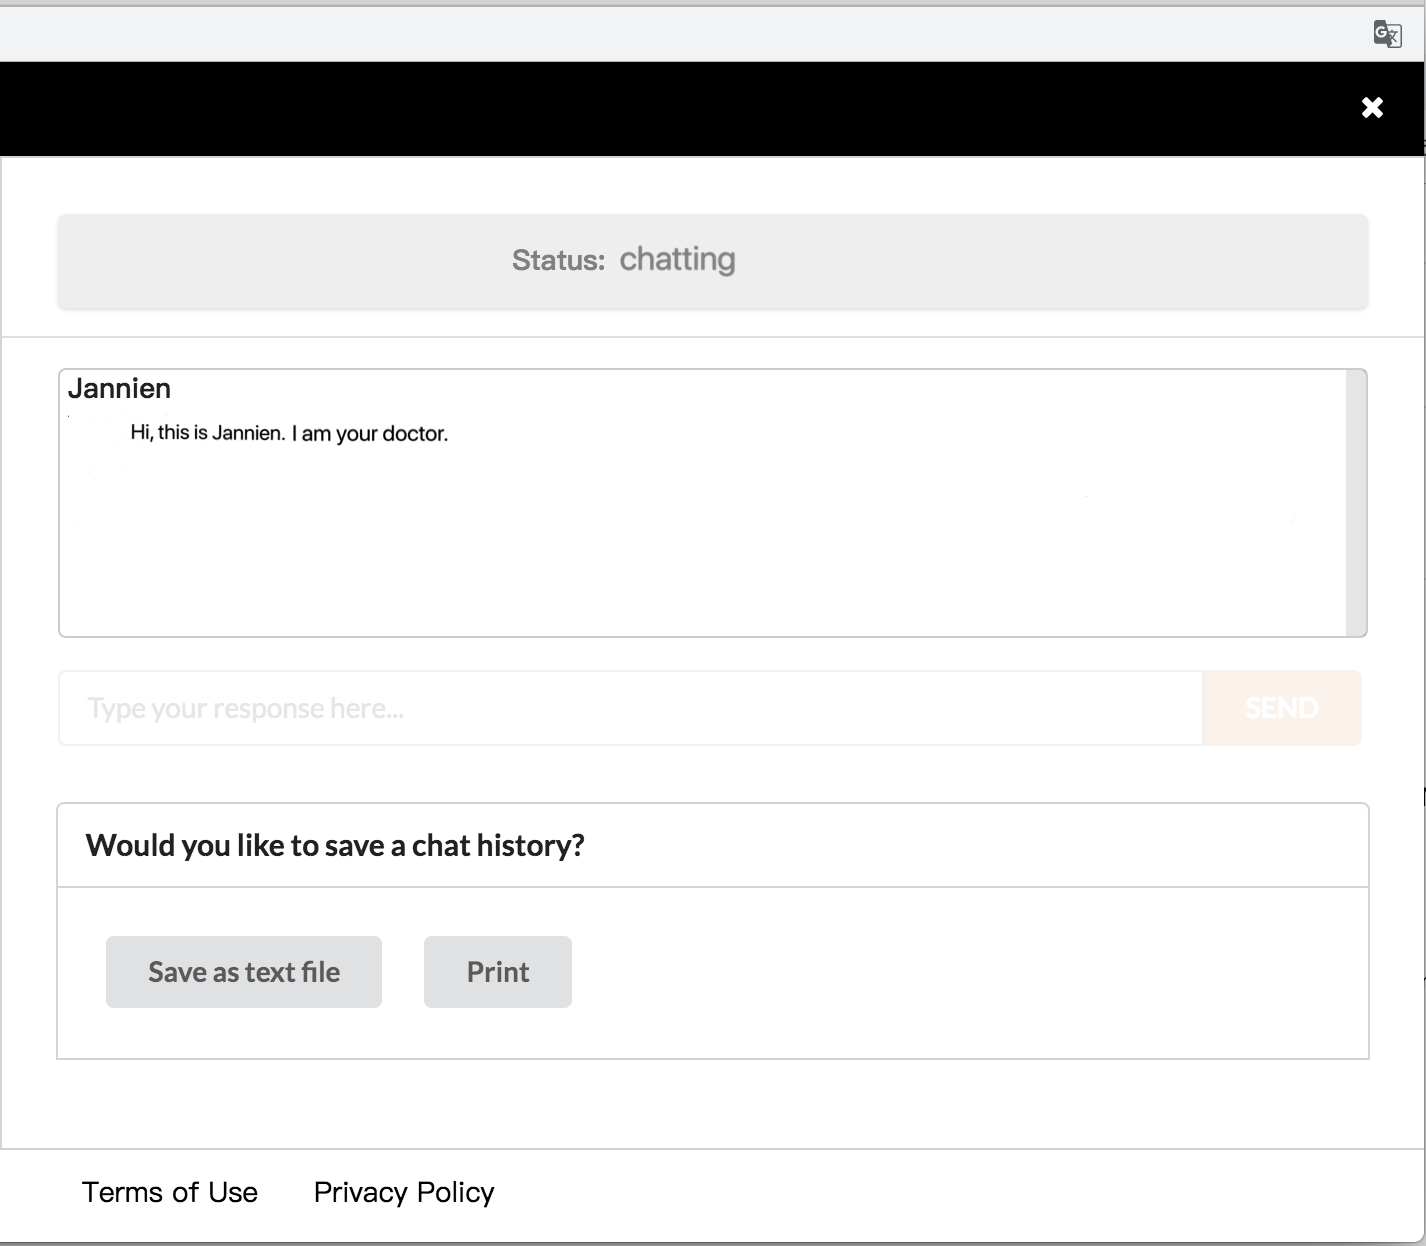 Status: chatting
Jannien
Hi, this is Jannien. I am your doctor.
Type your response here...
SEND
Would you like to save a chat history?
Save as text file
Print
Terms of Use
Privacy Policy